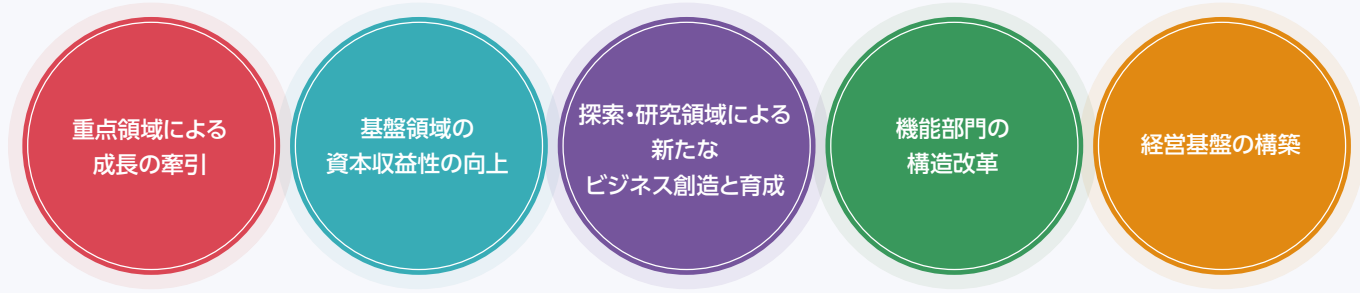 重点領域による
成長の牽引
基盤領域の
資本収益性の向上
探索・研究領域による
新たな
ビジネス創造と育成
機能部門の
構造改革
経営基盤の構築